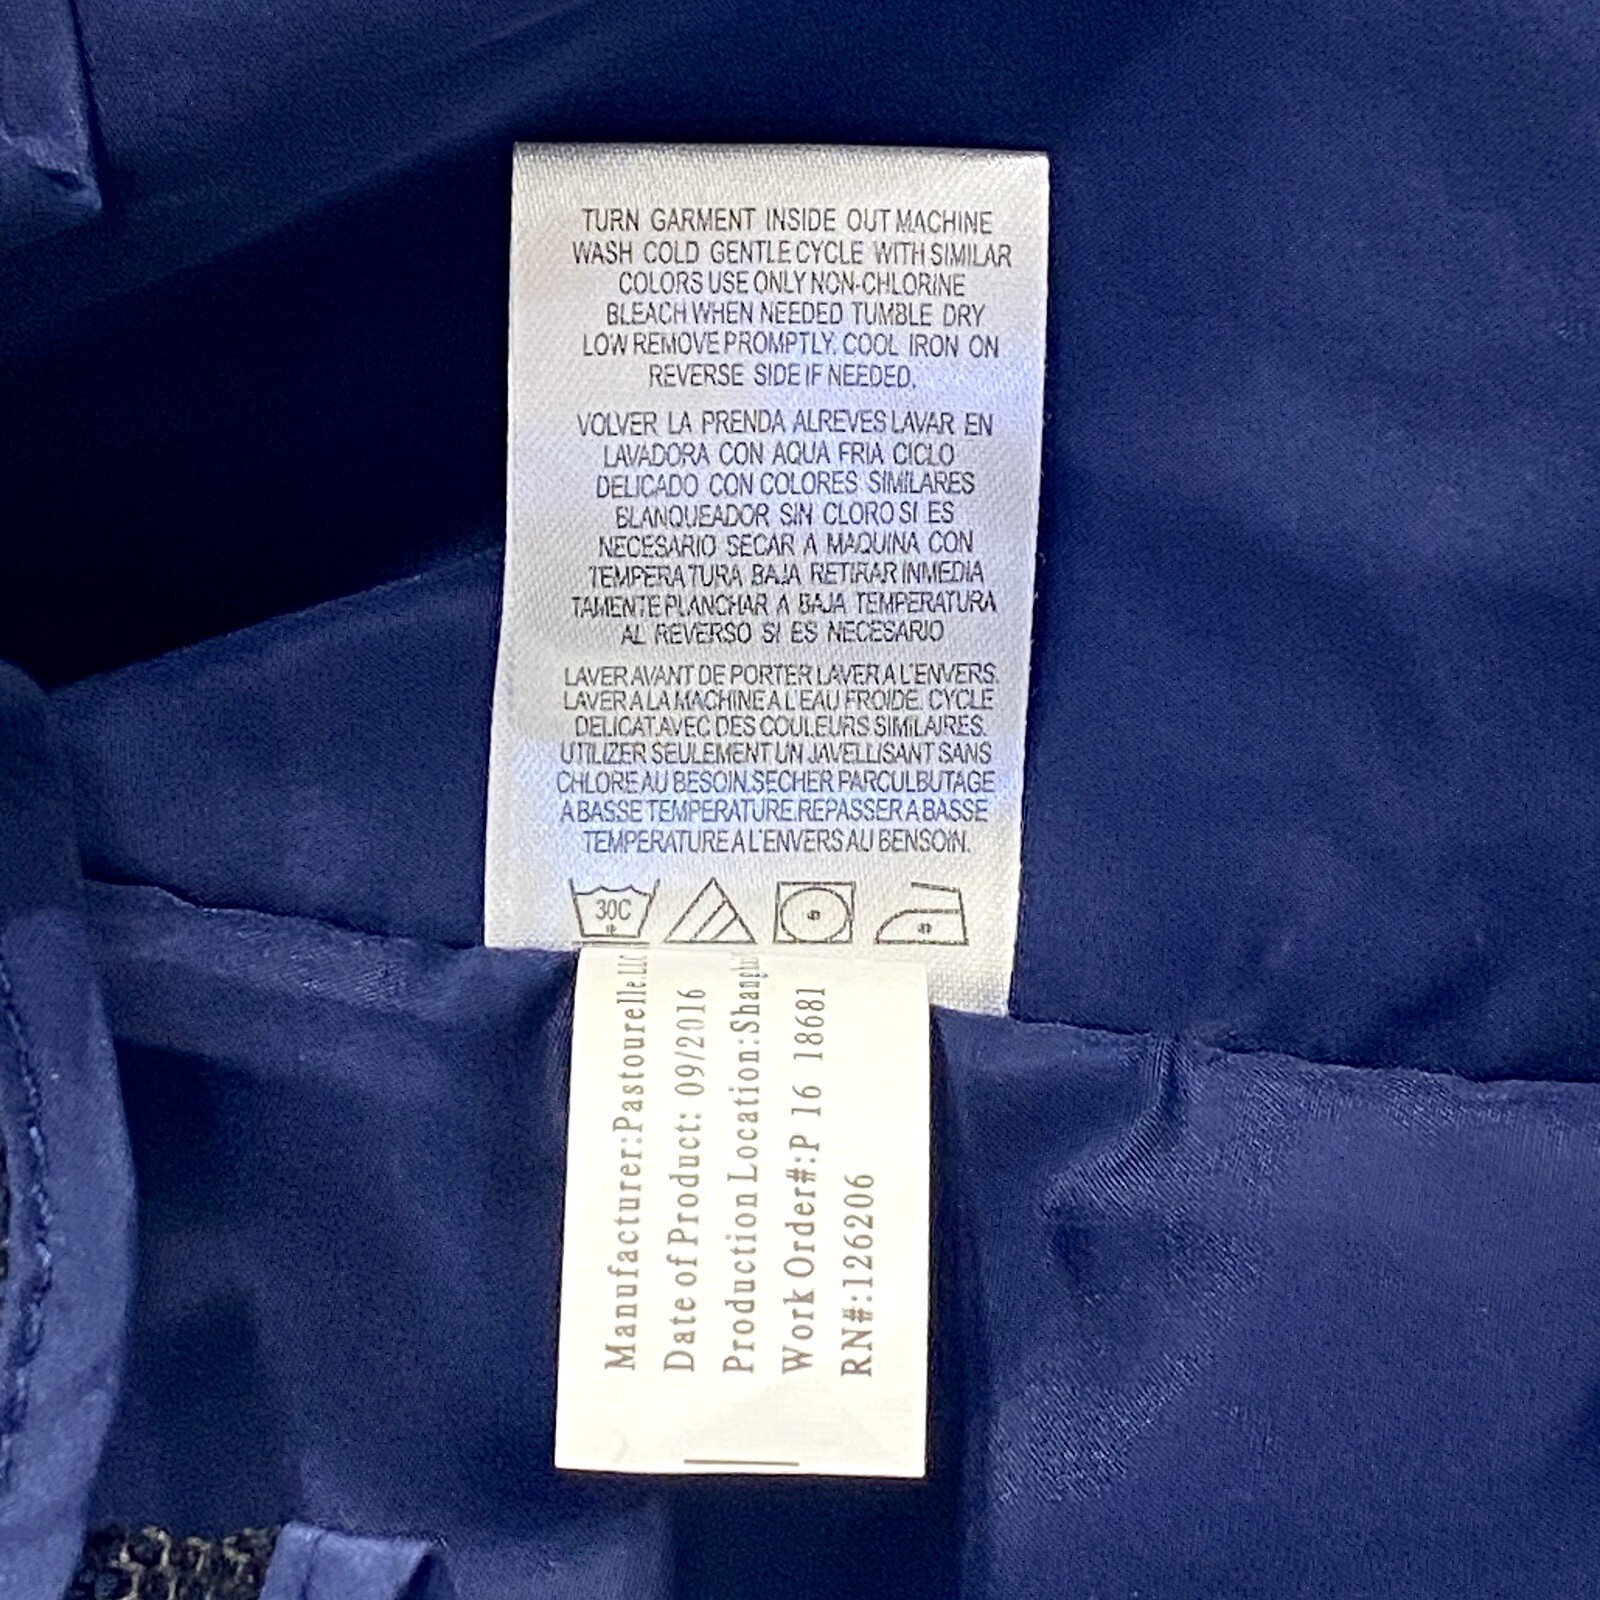 TURN GARMENT INSIDE OUT MACHINE
WASH COLD GENTLE CYCLE WITH SIMILAR
COLORS USE ONLY NON-CHLORINE
BLEACH WHEN NEEDED TUMBLE DRY
LOW REMOVE PROMPTLY. COOL IRON ON
REVERSE SIDE IF NEEDED.
VOLVER LA PRENDA ALREVES LAVAR EN
LAVADORA CON AQUA FRIA CICLO
DELICADO CON COLORES SIMILARES
BLANQUEADOR SIN CLORO SI ES
NECESARIO SECAR A MAQUINA CON
TEMPERATURA BAJA RETIRAR INMEDIA
TAMENTE PLANCHAR A BAJA TEMPERATURA
AL REVERSO SI ES NECESARIO
LAVER AVANT DE PORTER LAVER A L'ENVERS.
LAVER A LA MACHINE A L'EAU FROIDE. CYCLE
DELICAT AVEC DES COULEURS SIMILAIRES.
UTILIZER SEULEMENT UN JAVELLISANT SANS
CHLORE AU BESOIN.SECHER PAR CULBUTAGE
A BASSE TEMPERATURE.REPASSER A BASSE
TEMPERATURE A L'ENVERS AU BENSOIN.
30C
Manufacturer:Pastourelle.LLC
Date of Product: 09/2016
Production Location:
Work Order#:P 16 18681
RN#:126206